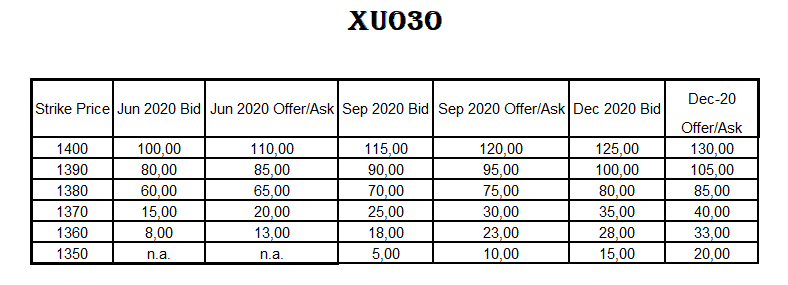 XU030
Strike Price Jun 2020 Bid Jun 2020 Offer/Ask Sep 2020 Bid Sep 2020 Offer/Ask Dec 2020 Bid Dec-20 Offer/Ask
1400 100,00 110,00 115,00 120,00 125,00 130,00
1390 80,00 85,00 90,00 95,00 100,00 105,00
1380 60,00 65,00 70,00 75,00 80,00 85,00
1370 15,00 20,00 25,00 30,00 35,00 40,00
1360 8,00 13,00 18,00 23,00 28,00 33,00
1350 n.a. n.a. 5,00 10,00 15,00 20,00